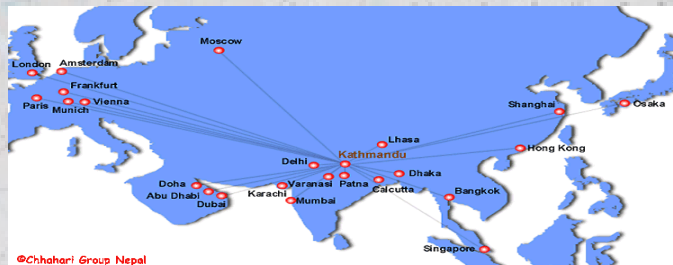 Moscow
London
Amsterdam
Frankfurt
Paris
Munich
Vienna
Shanghai
Osaka
Lhasa
Hong Kong
Kathmandu
Delhi
Doha
Abu Dhabi
Dubai
Karachi
Varanasi
Patna
Calcutta
Dhaka
Mumbai
Bangkok
Singapore
©Chhahari Group Nepal